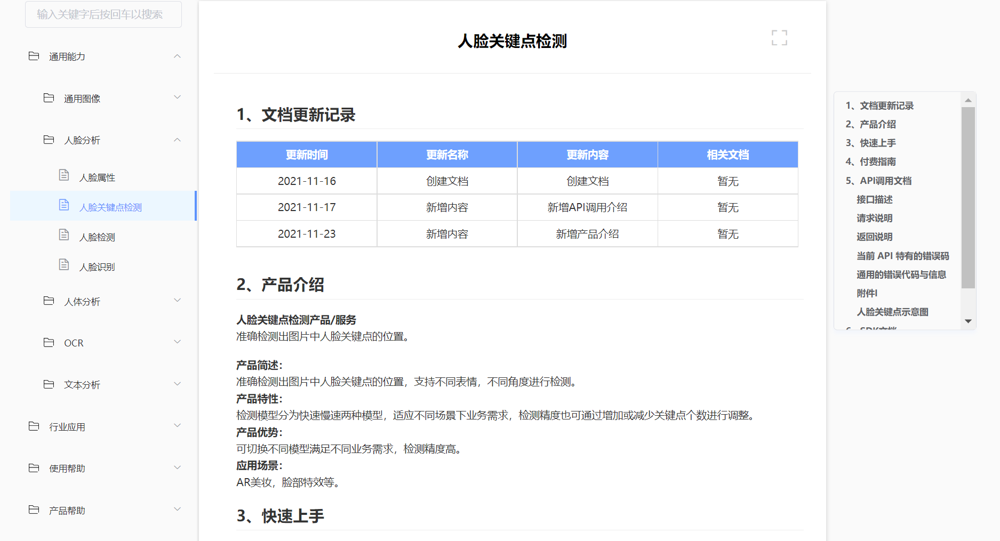 输入关键字后按回车以搜索
通用能力
通用图像
人脸分析
人脸属性
人脸关键点检测
人脸检测
人脸识别
人体分析
OCR
文本分析
行业应用
使用帮助
产品帮助
人脸关键点检测
1、文档更新记录
更新时间 更新名称 更新内容 相关文档
2021-11-16 创建文档 创建文档 暂无
2021-11-17 新增内容 新增API调用介绍 暂无
2021-11-23 新增内容 新增产品介绍 暂无
2、产品介绍
人脸关键点检测产品/服务
准确检测出图片中人脸关键点的位置。
产品简述：
准确检测出图片中人脸关键点的位置，支持不同表情，不同角度进行检测。
产品特性：
检测模型分为快速慢速两种模型，适应不同场景下业务需求，检测精度也可通过增加或减少关键点个数进行调整。
产品优势：
可切换不同模型满足不同业务需求，检测精度高。
应用场景：
AR美妆，脸部特效等。
3、快速上手
1、文档更新记录
2、产品介绍
3、快速上手
4、付费指南
5、API调用文档
接口描述
请求说明
返回说明
当前 API 特有的错误码
通用的错误代码与信息
附件I
人脸关键点示意图
6、SDK文档